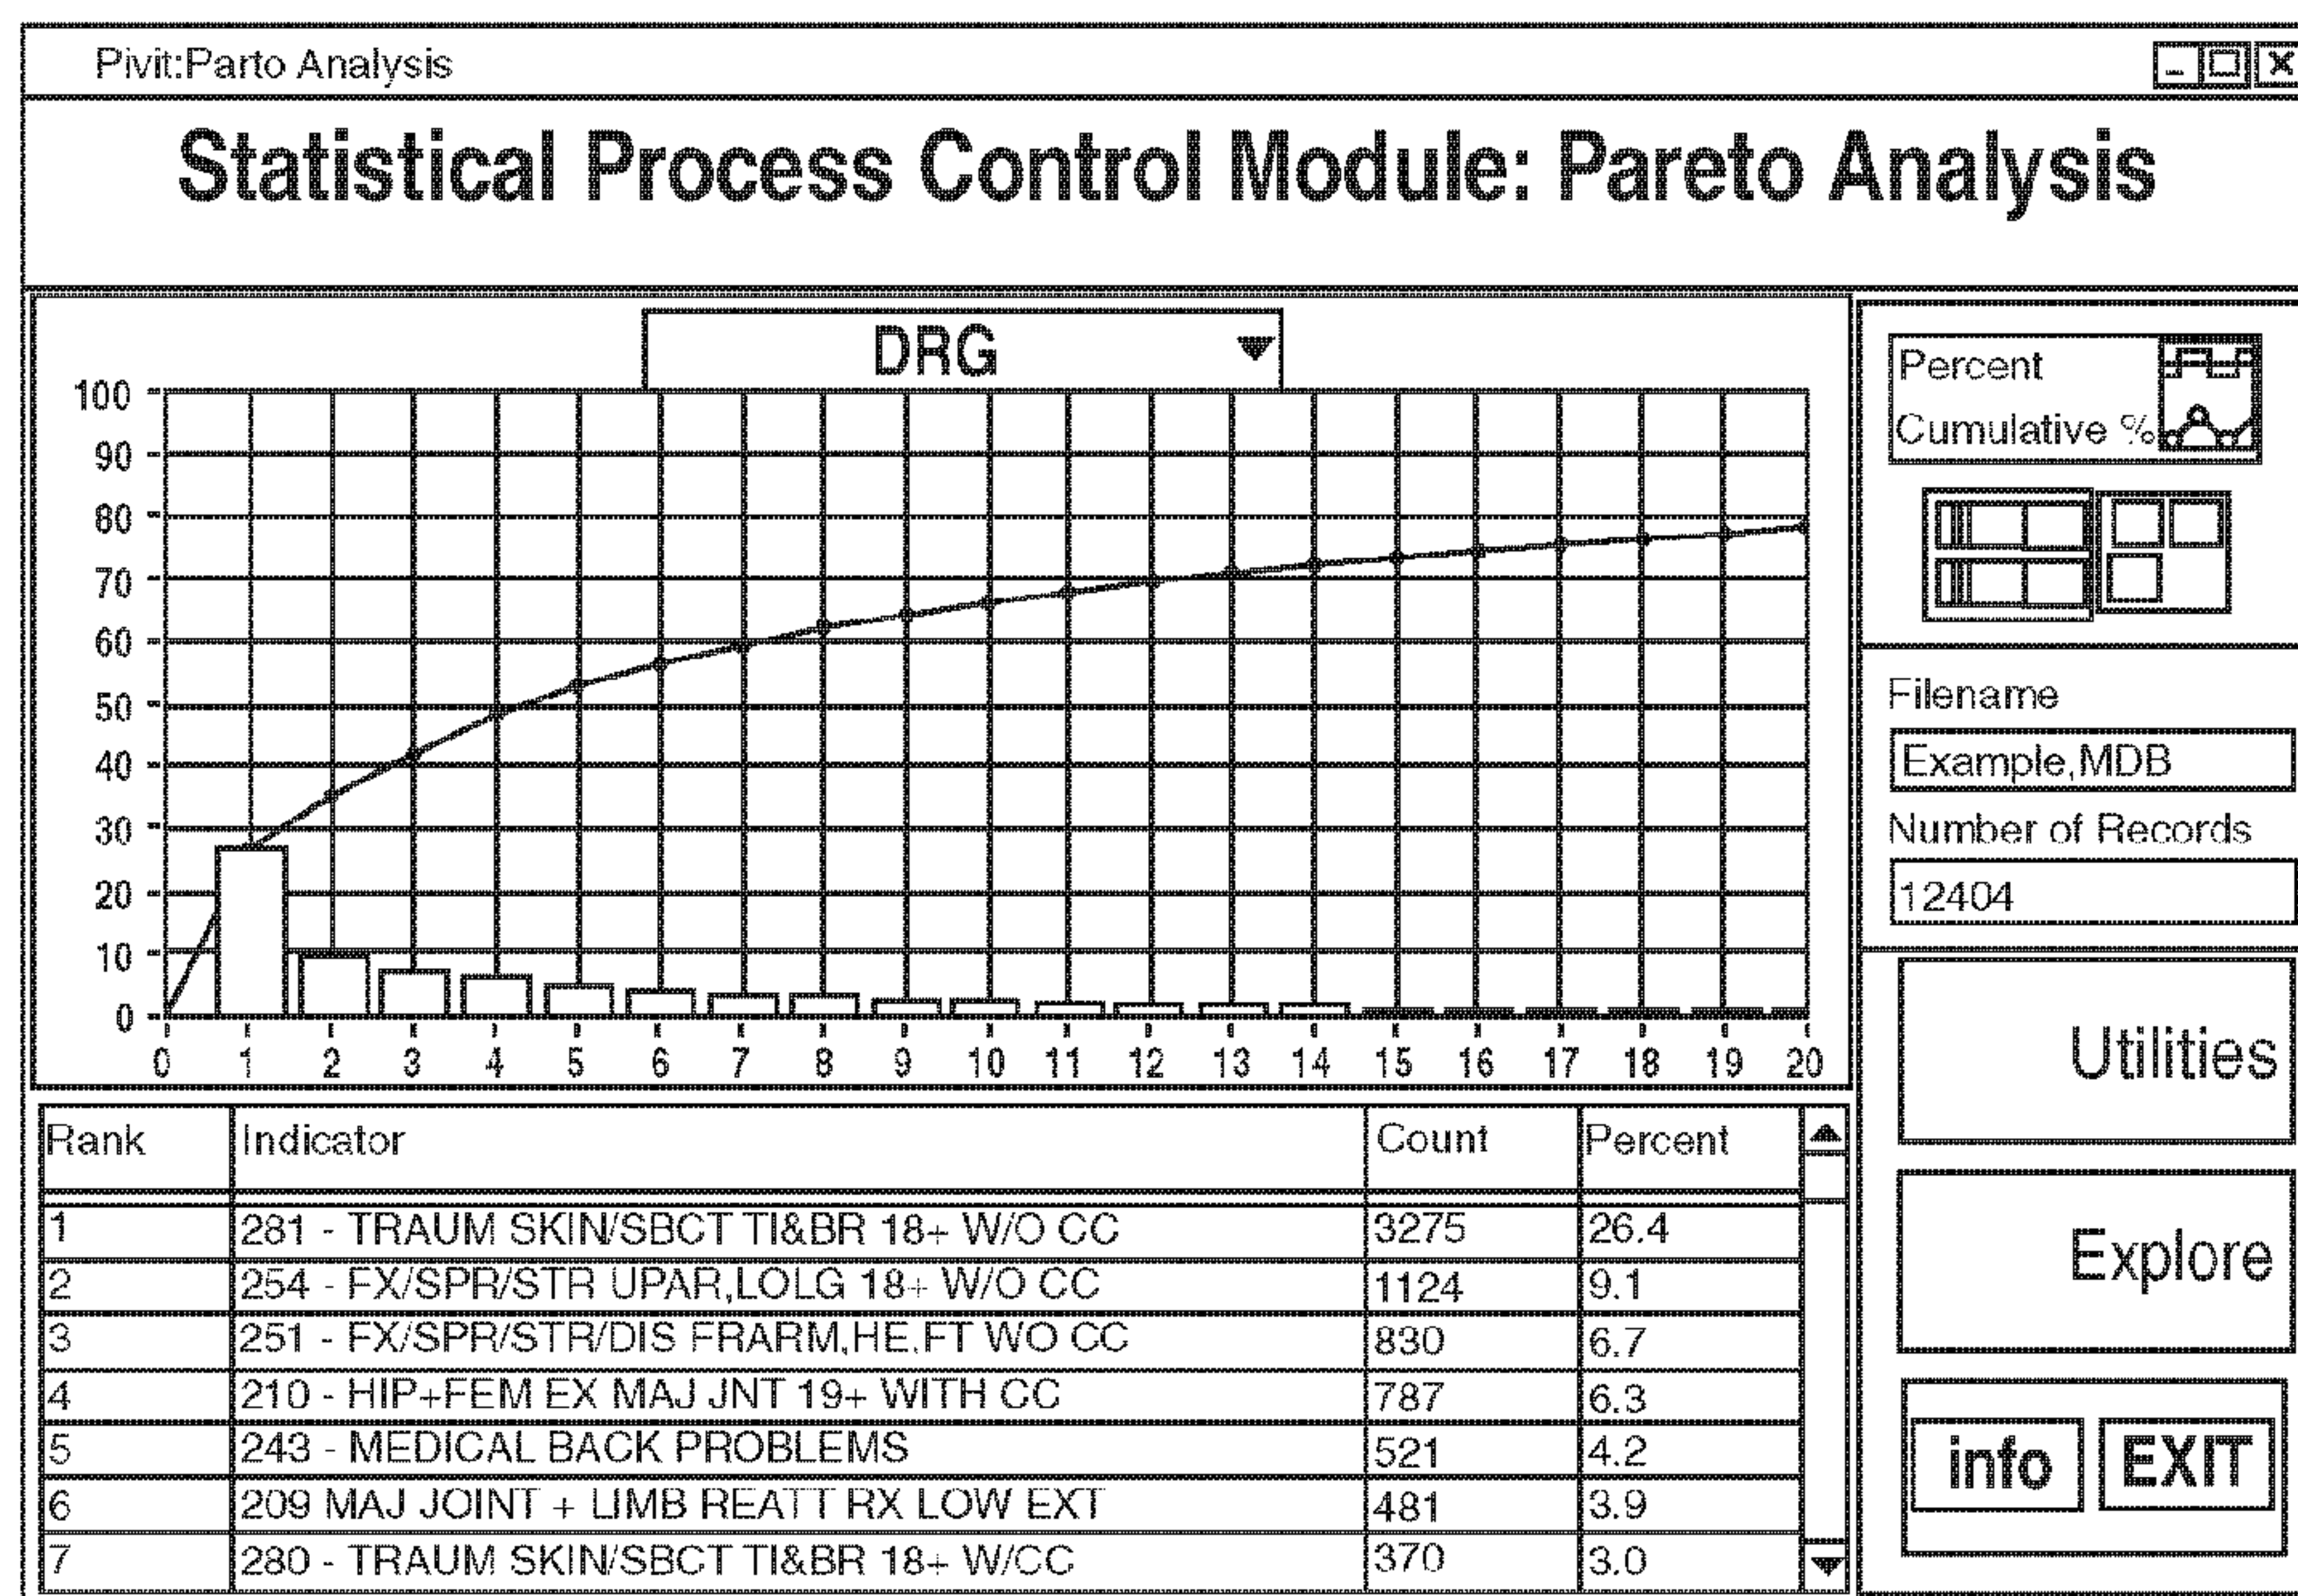 Pivit:Parto Analysis
Statistical Process Control Module: Pareto Analysis
DRG
100
90
80
70
60
50
40
30
20
10
0
0 1 2 3 4 5 6 7 8 9 10 11 12 13 14 15 16 17 18 19 20
Percent
Cumulative %
Filename
Example,MDB
Number of Records
12404
Utilities
Explore
info EXIT
Rank Indicator Count Percent
1 281 - TRAUM SKIN/SBCT TI&BR 18+ W/O CC 3275 26.4
2 254 - FX/SPR/STR UPAR,LOLG 18+ W/O CC 1124 9.1
3 251 - FX/SPR/STR/DIS FRARM,HE,FT WO CC 830 6.7
4 210 - HIP+FEM EX MAJ JNT 19+ WITH CC 787 6.3
5 243 - MEDICAL BACK PROBLEMS 521 4.2
6 209 MAJ JOINT + LIMB REATT RX LOW EXT 481 3.9
7 280 - TRAUM SKIN/SBCT TI&BR 18+ W/CC 370 3.0